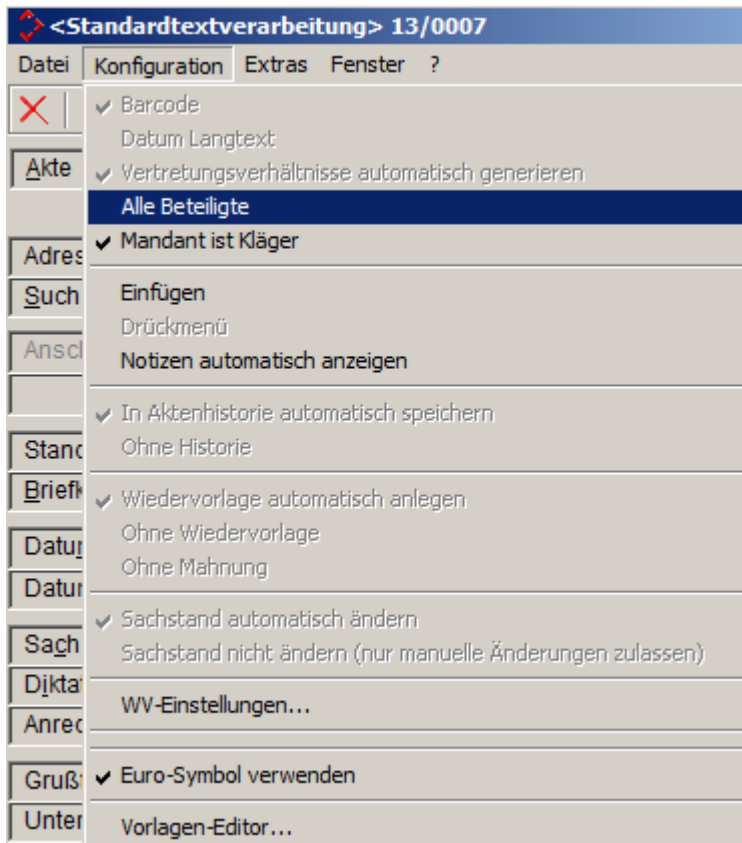 <Standardtextverarbeitung> 13/0007
Datei Konfiguration Extras Fenster ?
Barcode
Datum Langtext
Akte
Vertretungsverhältnisse automatisch generieren
Alle Beteiligte
Mandant ist Kläger
Adres
Such
Einfügen
Drückmenü
Ansch
Notizen automatisch anzeigen
In Aktenhistorie automatisch speichern
Stand
Ohne Historie
Briefk
Wiedervorlage automatisch anlegen
Ohne Wiedervorlage
Datum
Ohne Mahnung
Datum
Sachstand automatisch ändern
Sach
Sachstand nicht ändern (nur manuelle Änderungen zulassen)
Diktat
WV-Einstellungen...
Anred
Euro-Symbol verwenden
Gruß
Unter
Vorlagen-Editor...